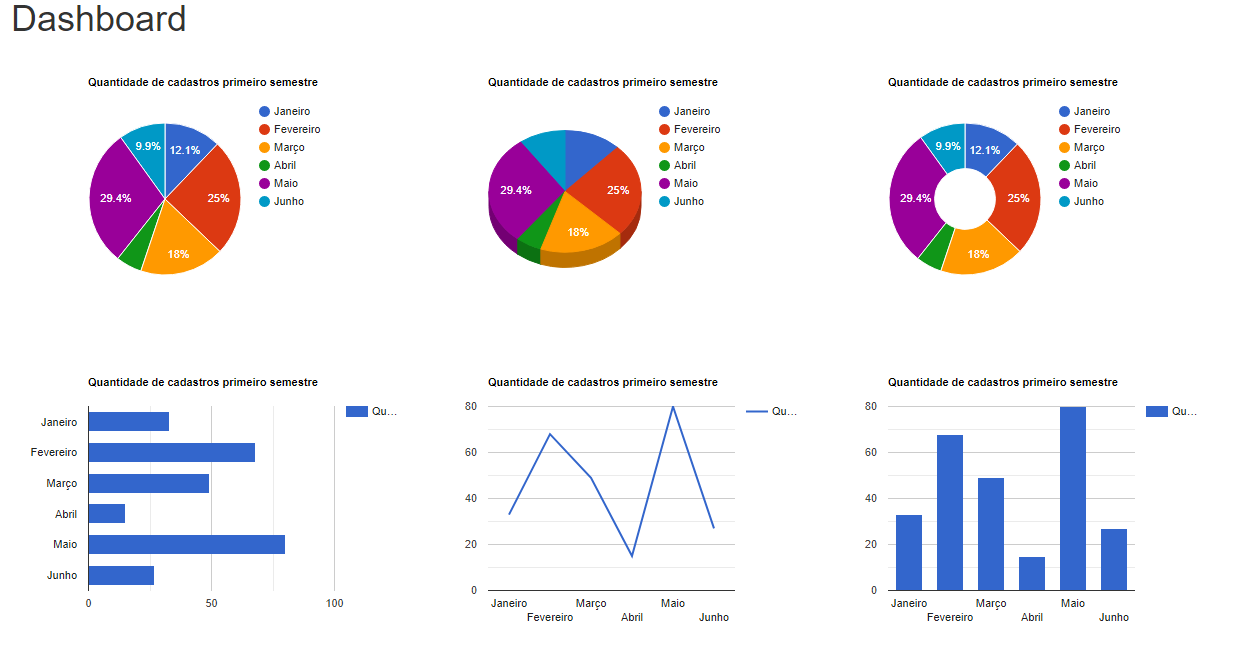 Dashboard
Quantidade de cadastros primeiro semestre
Janeiro
Fevereiro
Março
Abril
Maio
Junho
9.9%
12.1%
29.4%
25%
18%
Quantidade de cadastros primeiro semestre
Janeiro
Fevereiro
Março
Abril
Maio
Junho
29.4%
25%
18%
Quantidade de cadastros primeiro semestre
Janeiro
Fevereiro
Março
Abril
Maio
Junho
9.9%
12.1%
29.4%
25%
18%
Quantidade de cadastros primeiro semestre
Qu...
Janeiro
Fevereiro
Março
Abril
Maio
Junho
0 50 100
Quantidade de cadastros primeiro semestre
Qu...
80
60
40
20
0
Janeiro Março Maio
Fevereiro Abril Junho
Quantidade de cadastros primeiro semestre
Qu...
80
60
40
20
0
Janeiro Março Maio
Fevereiro Abril Junho